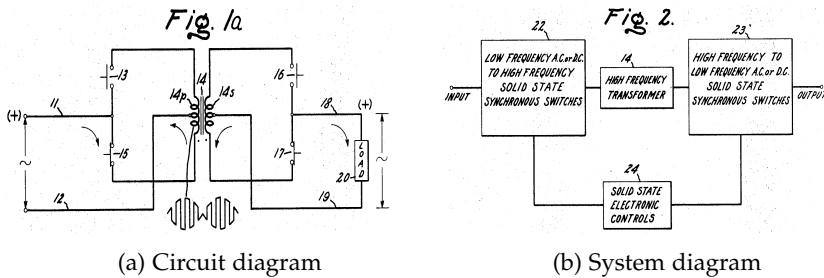 Fig. 1a
13
16
11
14p
14
14s
18
(+)
(+)
15
17
LOAD
20
12
19
(a) Circuit diagram
Fig. 2.
22
23
LOW FREQUENCY A.C. or D.C.
TO HIGH FREQUENCY
SOLID STATE
SYNCHRONOUS SWITCHES
14
HIGH FREQUENCY
TRANSFORMER
HIGH FREQUENCY TO
LOW FREQUENCY A.C. or D.C.
SOLID STATE
SYNCHRONOUS SWITCHES
INPUT
OUTPUT
24
SOLID STATE
ELECTRONIC
CONTROLS
(b) System diagram